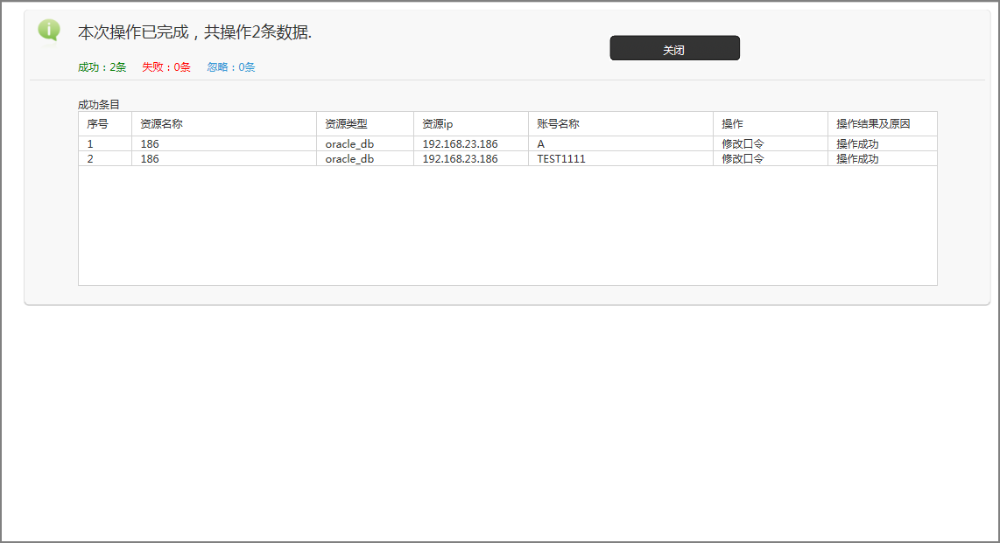 本次操作已完成，共操作2条数据.
关闭
成功：2条 失败：0条 忽略：0条
成功条目
序号 资源名称 资源类型 资源ip 账号名称 操作 操作结果及原因
1 186 oracle_db 192.168.23.186 A 修改口令 操作成功
2 186 oracle_db 192.168.23.186 TEST1111 修改口令 操作成功